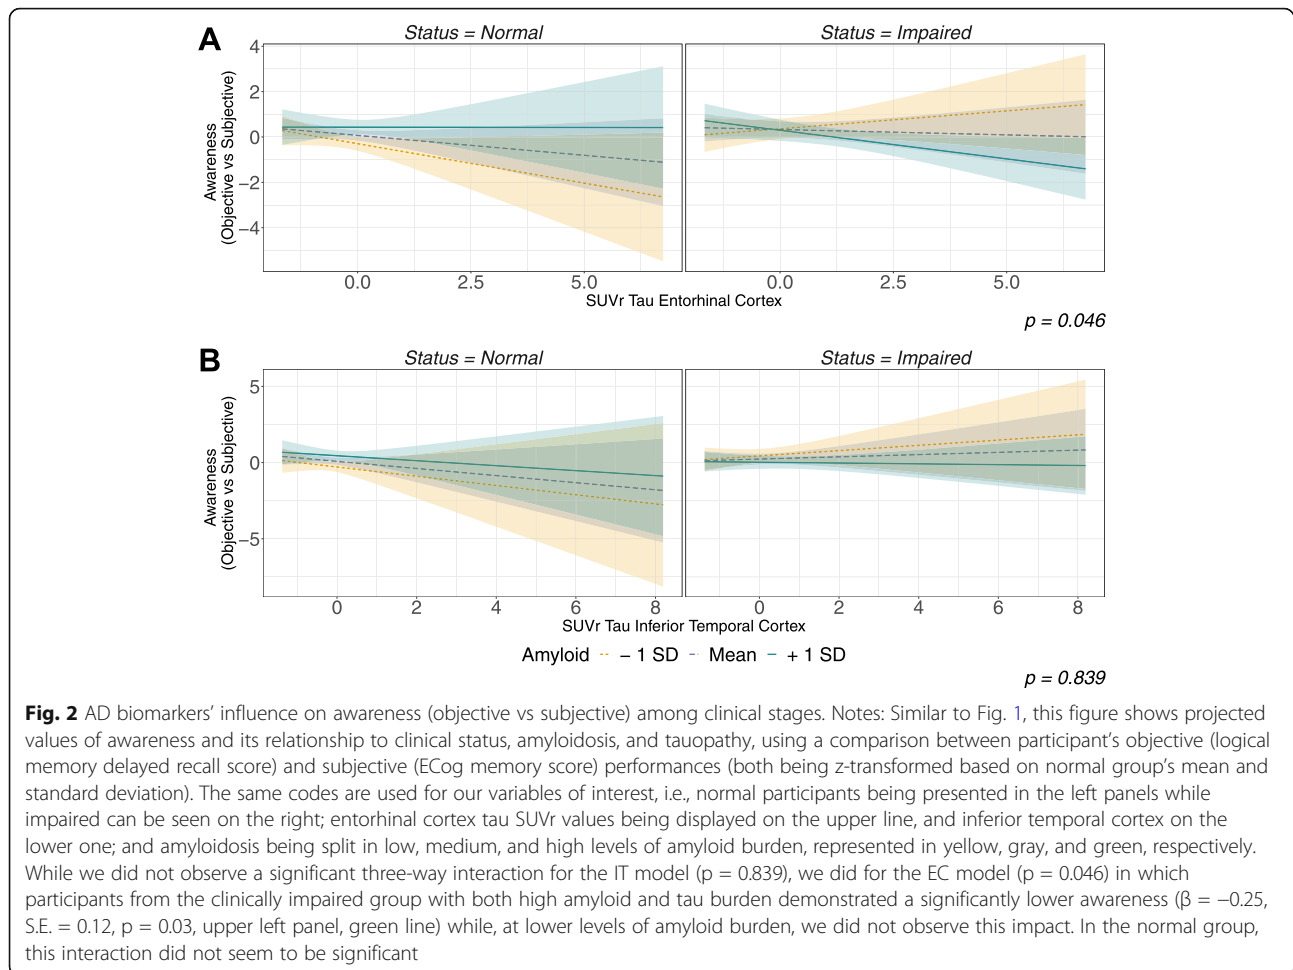 A
Status = Normal
Status = Impaired
Awareness
(Objective vs Subjective)
4
2
0
−2
−4
0.0
2.5
5.0
0.0
2.5
5.0
SUVr Tau Entorhinal Cortex
p = 0.046
B
Status = Normal
Status = Impaired
Awareness
(Objective vs Subjective)
5
0
−5
0
2
4
6
8
0
2
4
6
8
SUVr Tau Inferior Temporal Cortex
Amyloid − 1 SD Mean + 1 SD
p = 0.839
Fig. 2 AD biomarkers’ influence on awareness (objective vs subjective) among clinical stages. Notes: Similar to Fig. 1, this figure shows projected
values of awareness and its relationship to clinical status, amyloidosis, and tauopathy, using a comparison between participant’s objective (logical
memory delayed recall score) and subjective (ECog memory score) performances (both being z-transformed based on normal group’s mean and
standard deviation). The same codes are used for our variables of interest, i.e., normal participants being presented in the left panels while
impaired can be seen on the right; entorhinal cortex tau SUVr values being displayed on the upper line, and inferior temporal cortex on the
lower one; and amyloidosis being split in low, medium, and high levels of amyloid burden, represented in yellow, gray, and green, respectively.
While we did not observe a significant three-way interaction for the IT model (p = 0.839), we did for the EC model (p = 0.046) in which
participants from the clinically impaired group with both high amyloid and tau burden demonstrated a significantly lower awareness (β = −0.25,
S.E. = 0.12, p = 0.03, upper left panel, green line) while, at lower levels of amyloid burden, we did not observe this impact. In the normal group,
this interaction did not seem to be significant